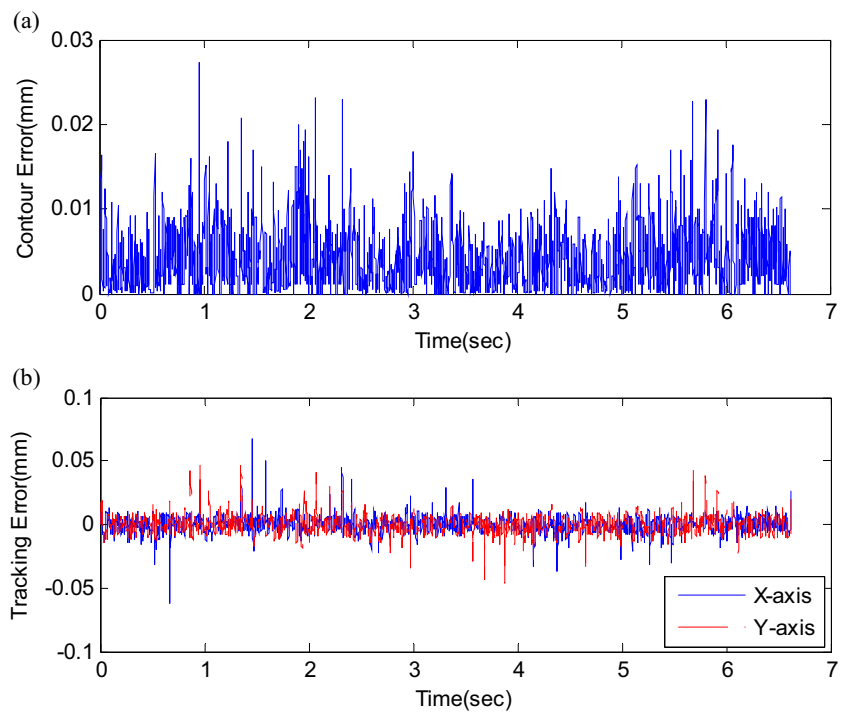 (a)
0.03
0.02
0.01
0
Contour Error(mm)
0 1 2 3 4 5 6 7
Time(sec)
(b)
0.1
0.05
0
-0.05
-0.1
Tracking Error(mm)
X-axis
Y-axis
0 1 2 3 4 5 6 7
Time(sec)